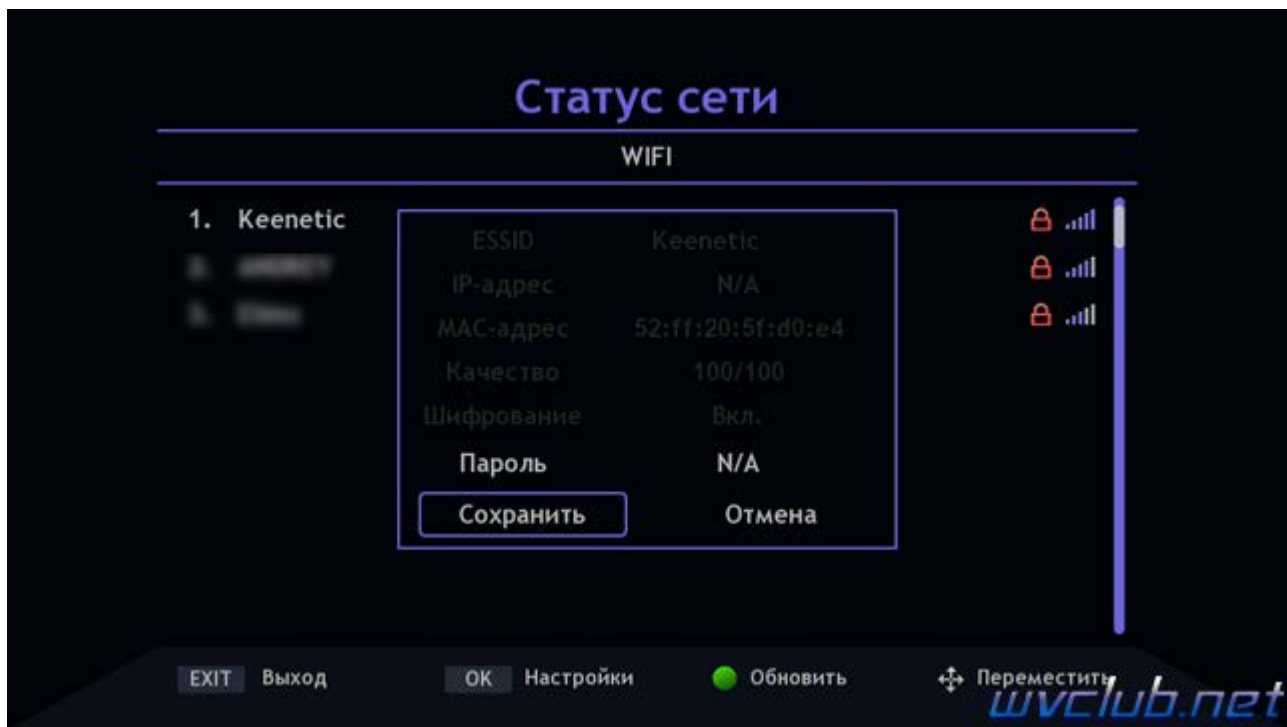 Статус сети
WIFI
1. Keenetic
ESSID Keenetic
IP-адрес N/A
MAC-адрес 52:ff:20:5f:d0:e4
Качество 100/100
Шифрование Вкл.
Пароль N/A
Сохранить Отмена
EXIT Выход OK Настройки Обновить Переместить
wvclub.net